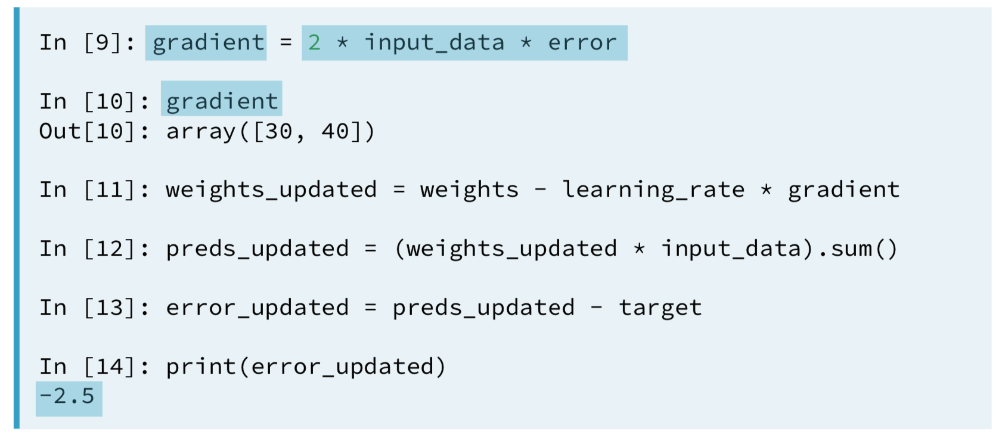 In [9]: gradient = 2 * input_data * error
In [10]: gradient
Out[10]: array([30, 40])
In [11]: weights_updated = weights - learning_rate * gradient
In [12]: preds_updated = (weights_updated * input_data).sum()
In [13]: error_updated = preds_updated - target
In [14]: print(error_updated)
-2.5